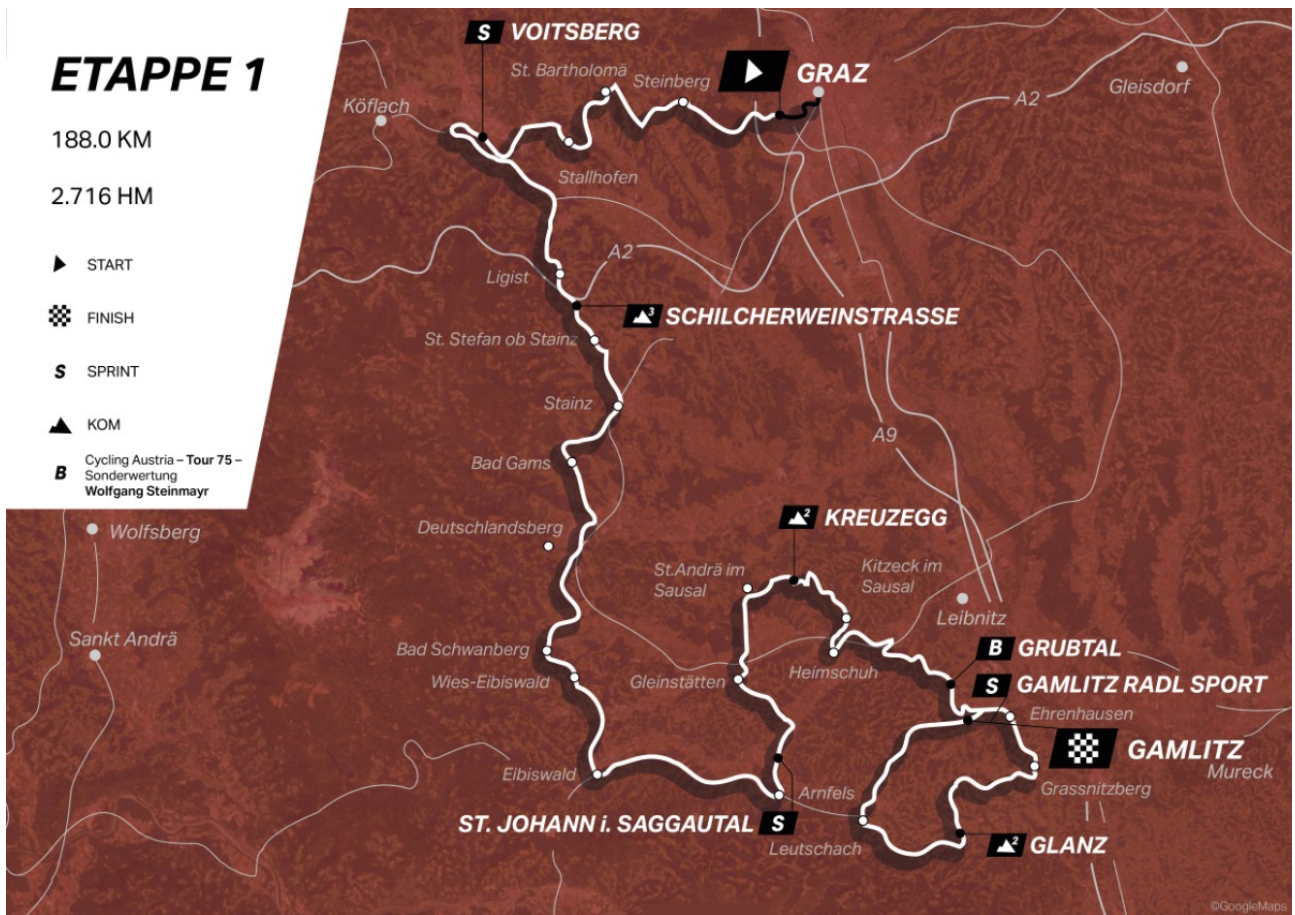 ETAPPE 1
188.0 KM
2.716 HM
START
FINISH
S SPRINT
KOM
B Cycling Austria – Tour 75 –
Sonderwertung
Wolfgang Steinmayr
S VOITSBERG
St. Bartholomä
Steinberg
GRAZ
Gleisdorf
A2
Köflach
Stallhofen
A2
Ligist
3 SCHILCHERWEINSTRASSE
St. Stefan ob Stainz
Stainz
A9
Bad Gams
2 KREUZEGG
Deutschlandsberg
Wolfsberg
St.Andrä im
Sausal
Kitzeck im
Sausal
Leibnitz
Sankt Andrä
Bad Schwanberg
B GRUBTAL
Wies-Eibiswald
Gleinstätten
Heimschuh
S GAMLITZ RADL SPORT
Ehrenhausen
GAMLITZ
Mureck
Eibiswald
Arnfels
Grassnitzberg
ST. JOHANN i. SAGGAUTAL S
Leutschach
2 GLANZ
©GoogleMaps